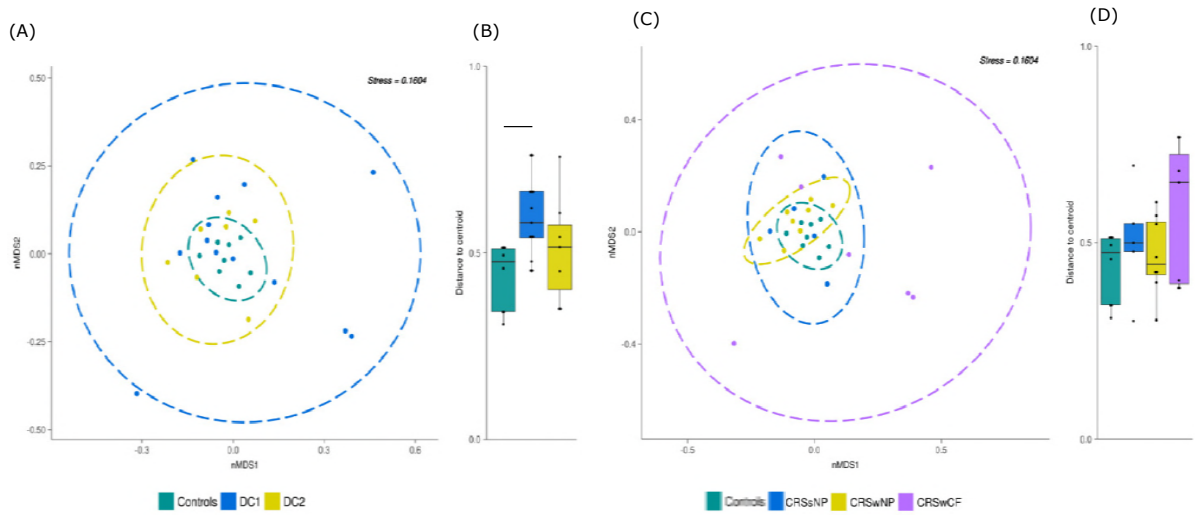 (A)
(B)
(C)
(D)
Stress = 0.1604
0.50
0.25
0.00
-0.25
-0.50
nMDS2
-0.3
0.0
0.3
0.6
nMDS1
Controls DC1 DC2
1.0
0.5
0.0
Distance to centroid
Stress = 0.1604
0.4
0.0
-0.4
nMDS2
-0.5
0.0
0.5
nMDS1
Controls CRSsNP CRSwNP CRSwCF
1.0
0.5
0.0
Distance to centroid